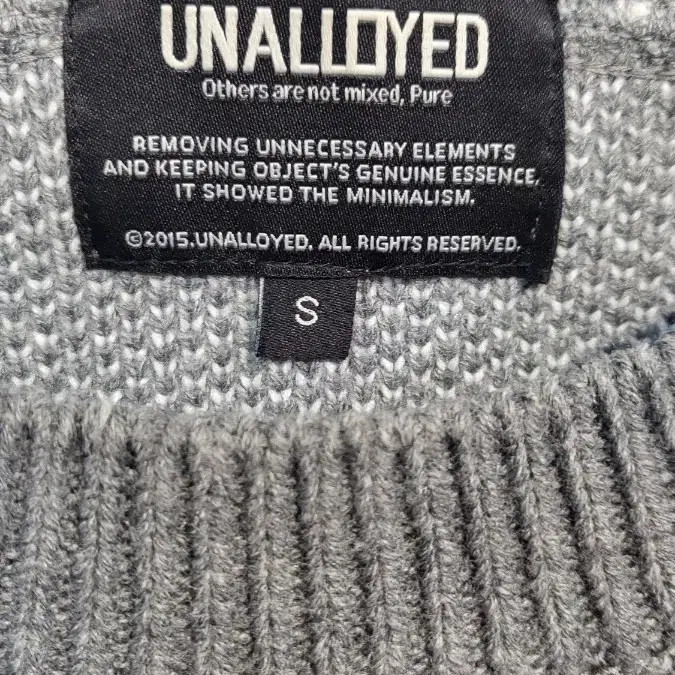 UNALLOYED
Others are not mixed, Pure
REMOVING UNNECESSARY ELEMENTS
AND KEEPING OBJECT'S GENUINE ESSENCE,
IT SHOWED THE MINIMALISM.
©2015.UNALLOYED. ALL RIGHTS RESERVED.
S